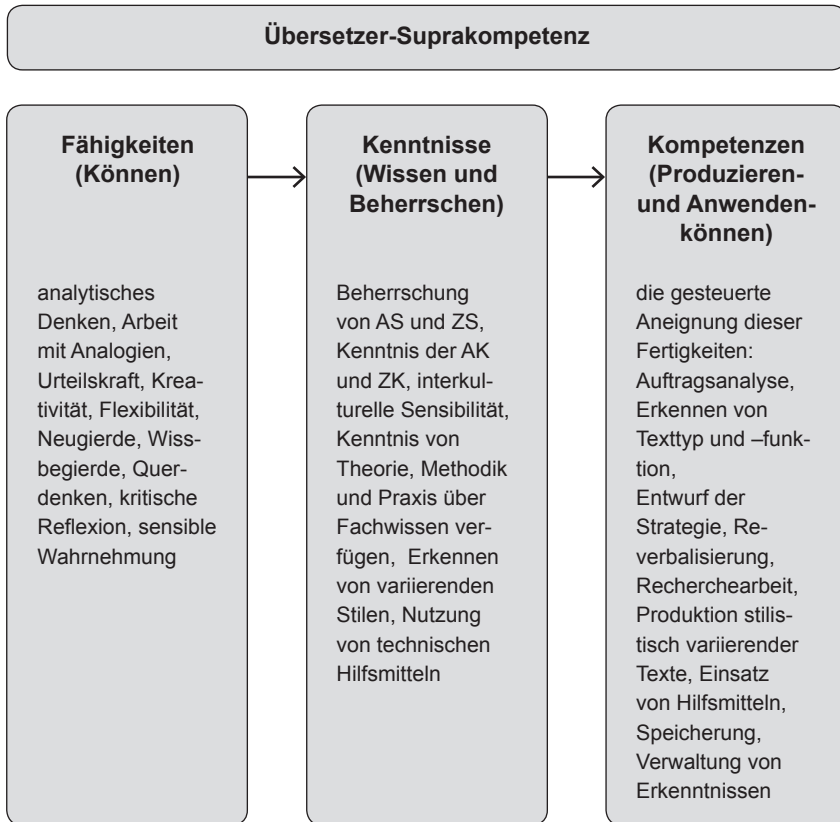 Übersetzer-Suprakompetenz
Fähigkeiten
(Können)
analytisches
Denken, Arbeit
mit Analogien,
Urteilskraft, Krea-
tivität, Flexibilität,
Neugierde, Wiss-
begierde, Quer-
denken, kritische
Reflexion, sensible
Wahrnehmung
Kenntnisse
(Wissen und
Beherrschen)
Beherrschung
von AS und ZS,
Kenntnis der AK
und ZK, interkul-
turelle Sensibilität,
Kenntnis von
Theorie, Methodik
und Praxis über
Fachwissen ver-
fügen, Erkennen
von variierenden
Stilen, Nutzung
von technischen
Hilfsmitteln
Kompetenzen
(Produzieren-
und Anwenden-
können)
die gesteuerte
Aneignung dieser
Fertigkeiten:
Auftragsanalyse,
Erkennen von
Texttyp und –funk-
tion,
Entwurf der
Strategie, Re-
verbalisierung,
Recherchearbeit,
Produktion stilis-
tisch variierender
Texte, Einsatz
von Hilfsmitteln,
Speicherung,
Verwaltung von
Erkenntnissen